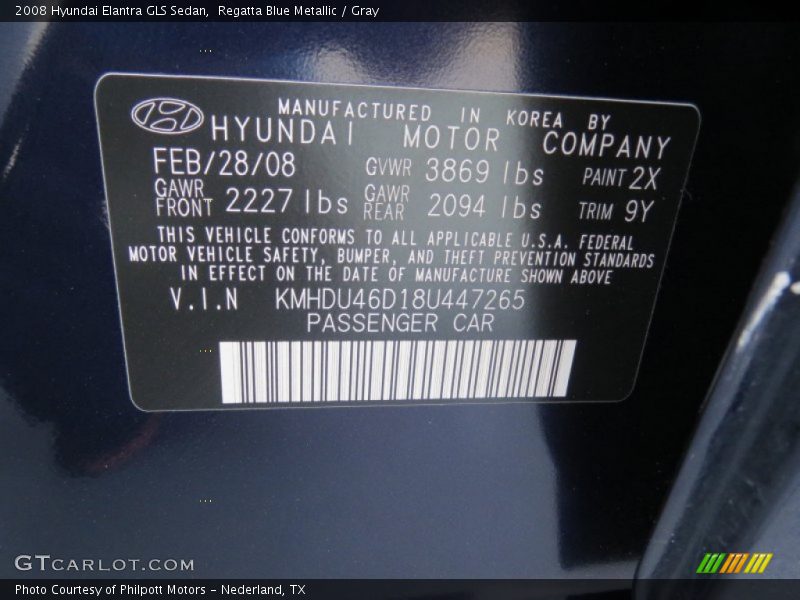 2008 Hyundai Elantra GLS Sedan,  Regatta Blue Metallic / Gray
MANUFACTURED IN KOREA BY
HYUNDAI MOTOR COMPANY
FEB/28/08 GVWR 3869 lbs PAINT 2X
GAWR FRONT 2227 lbs GAWR REAR 2094 lbs TRIM 9Y
THIS VEHICLE CONFORMS TO ALL APPLICABLE U.S.A. FEDERAL
MOTOR VEHICLE SAFETY, BUMPER, AND THEFT PREVENTION STANDARDS
IN EFFECT ON THE DATE OF MANUFACTURE SHOWN ABOVE
V.I.N KMHDU46D18U447265
PASSENGER CAR
GTCARLOT.COM
Photo Courtesy of Philpott Motors - Nederland, TX